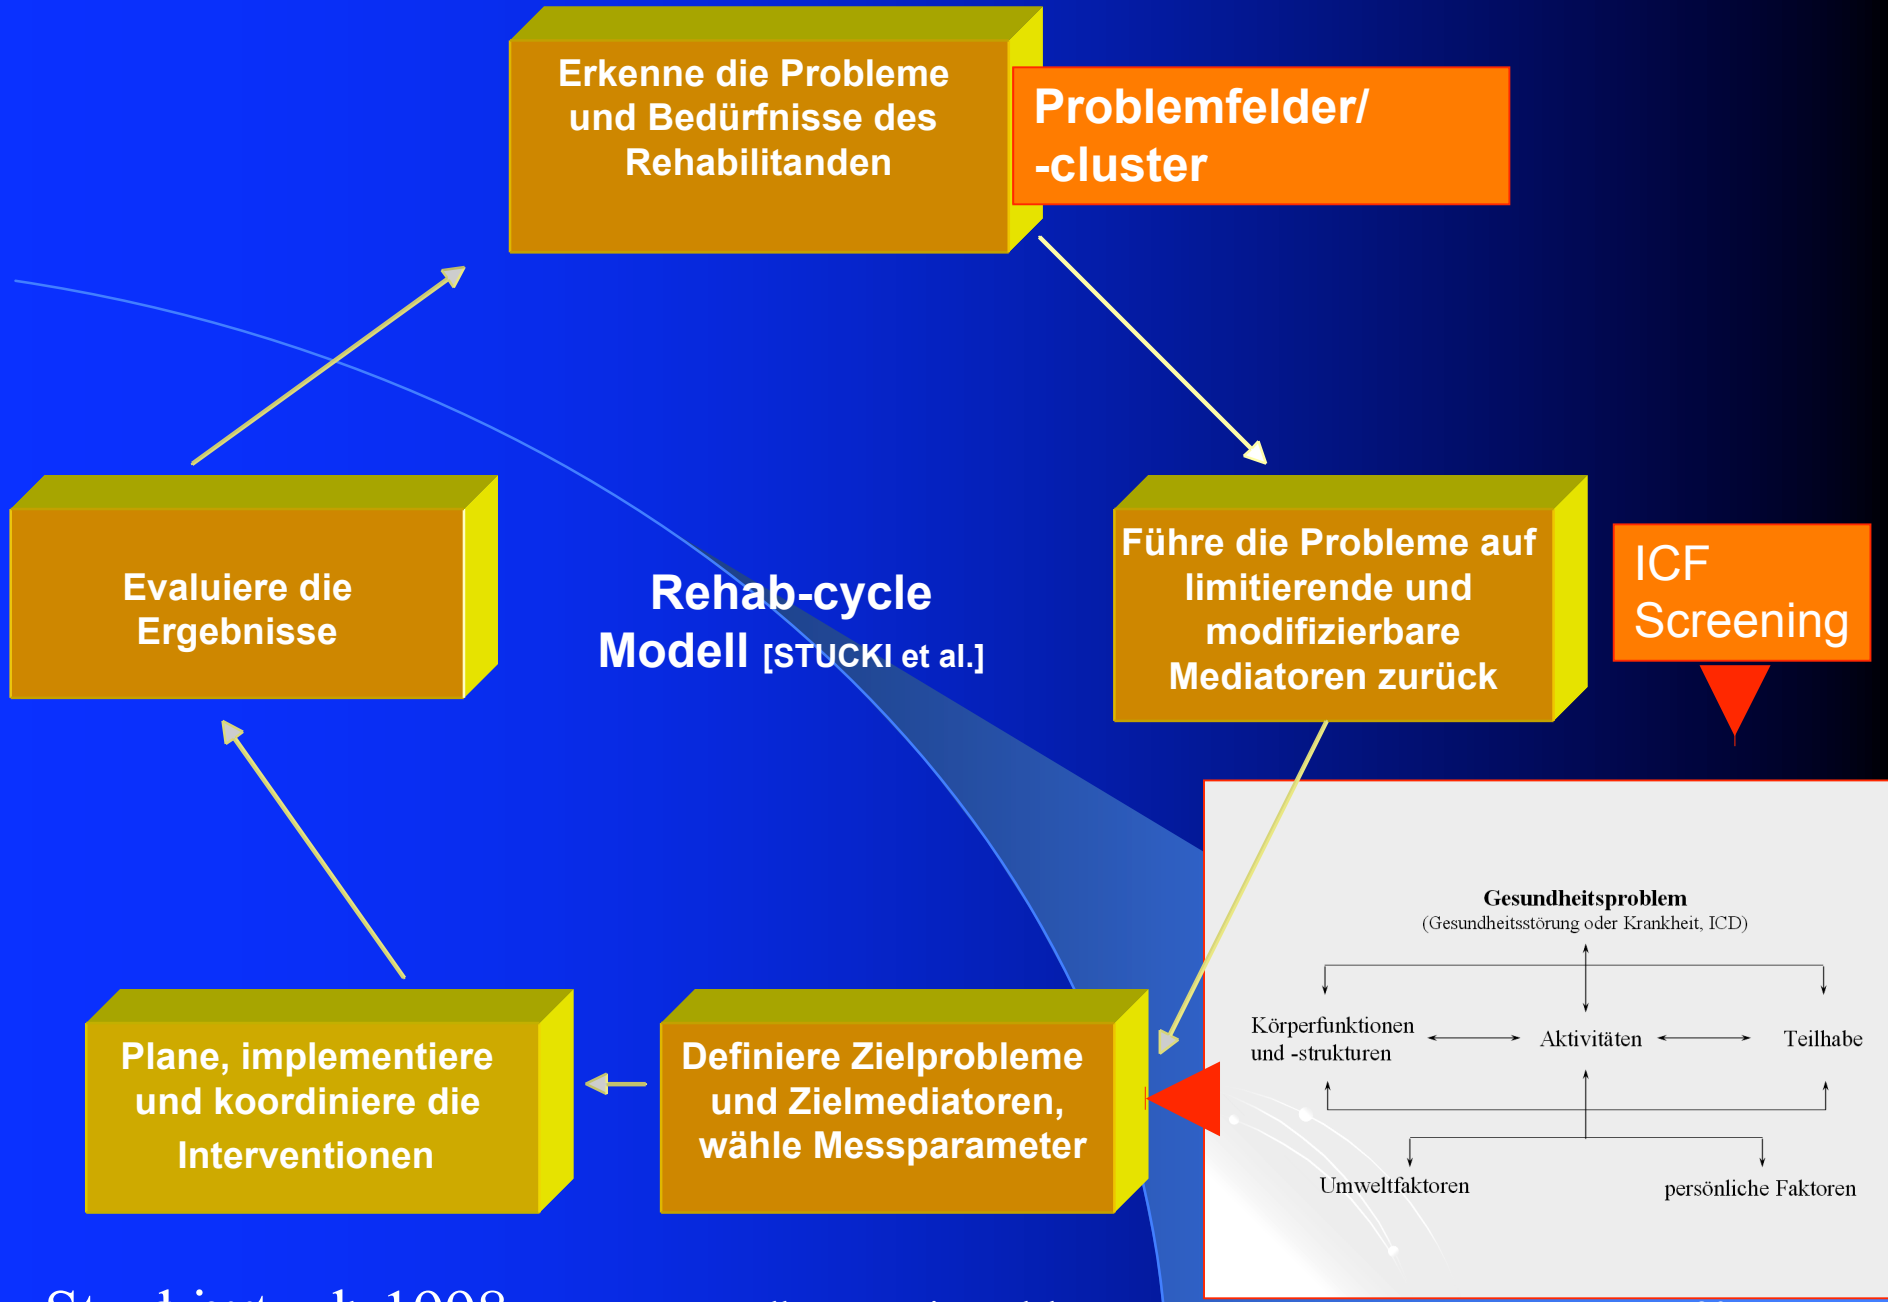 Erkenne die Probleme
und Bedürfnisse des
Rehabilitanden
Problemfelder/
-cluster
Führe die Probleme auf
limitierende und
modifizierbare
Mediatoren zurück
ICF
Screening
Evaluiere die
Ergebnisse
Rehab-cycle
Modell [STUCKI et al.]
Gesundheitsproblem
(Gesundheitsstörung oder Krankheit, ICD)
Körperfunktionen
und -strukturen
Aktivitäten
Teilhabe
Umweltfaktoren
persönliche Faktoren
Definiere Zielprobleme
und Zielmediatoren,
wähle Messparameter
Plane, implementiere
und koordiniere die
Interventionen
1998